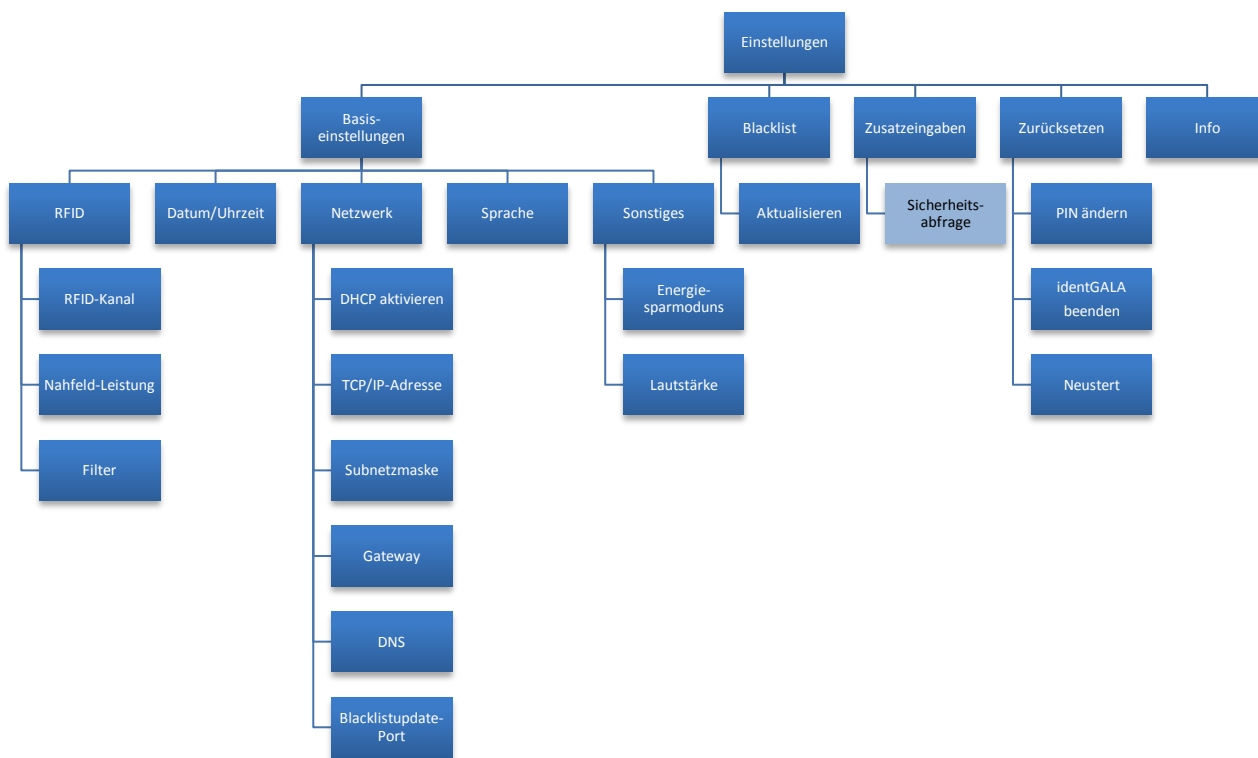 Einstellungen
Basis-
einstellungen
Blacklist
Zusatzeingaben
Zurücksetzen
Info
RFID
Datum/Uhrzeit
Netzwerk
Sprache
Sonstiges
Aktualisieren
Sicherheits-
abfrage
PIN ändern
RFID-Kanal
DHCP aktivieren
Energie-
sparmoduns
identGALA
beenden
Nahfeld-Leistung
TCP/IP-Adresse
Lautstärke
Neustert
Filter
Subnetzmaske
Gateway
DNS
Blacklistupdate-
Port